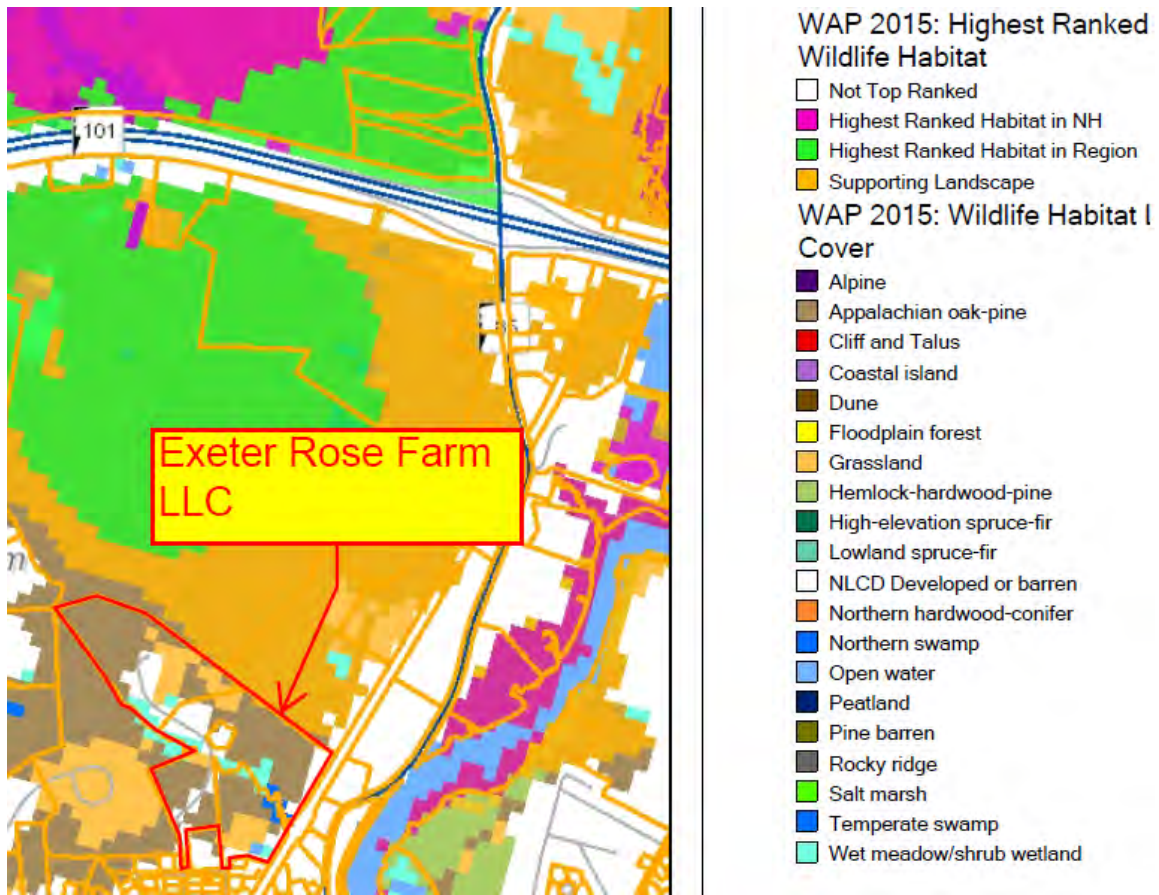 101
Exeter Rose Farm
LLC
m
WAP 2015: Highest Ranked
Wildlife Habitat
Not Top Ranked
Highest Ranked Habitat in NH
Highest Ranked Habitat in Region
Supporting Landscape
WAP 2015: Wildlife Habitat L
Cover
Alpine
Appalachian oak-pine
Cliff and Talus
Coastal island
Dune
Floodplain forest
Grassland
Hemlock-hardwood-pine
High-elevation spruce-fir
Lowland spruce-fir
NLCD Developed or barren
Northern hardwood-conifer
Northern swamp
Open water
Peatland
Pine barren
Rocky ridge
Salt marsh
Temperate swamp
Wet meadow/shrub wetland